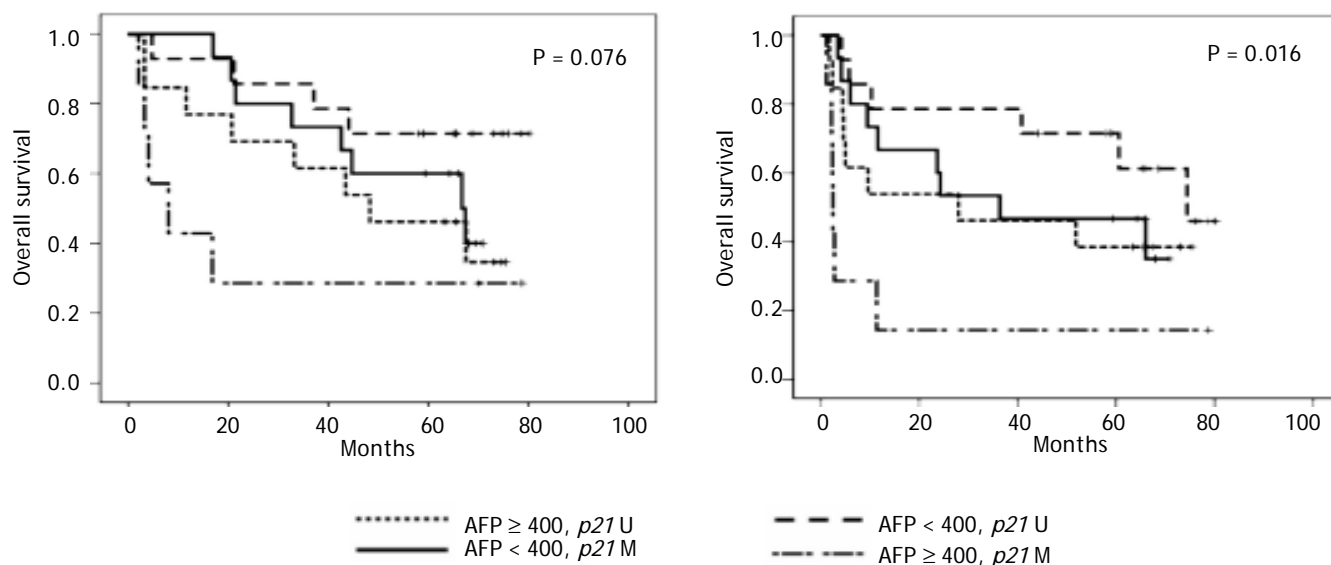 P = 0.076
Overall survival
1.0
0.8
0.6
0.4
0.2
0.0
0 20 40 60 80 100
Months
P = 0.016
Overall survival
1.0
0.8
0.6
0.4
0.2
0.0
0 20 40 60 80 100
Months
AFP ≥ 400, p21 U
AFP < 400, p21 M
AFP < 400, p21 U
AFP ≥ 400, p21 M